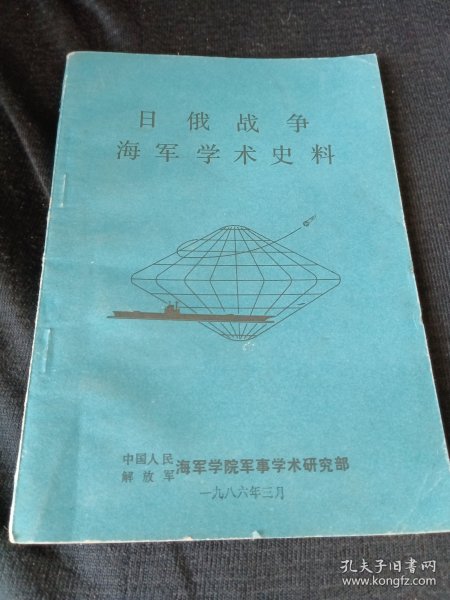 日俄战争
海军学术史料
中国人民
解放军 海军学院军事学术研究部
一九八六年三月
孔夫子旧书网
www.kongfz.com